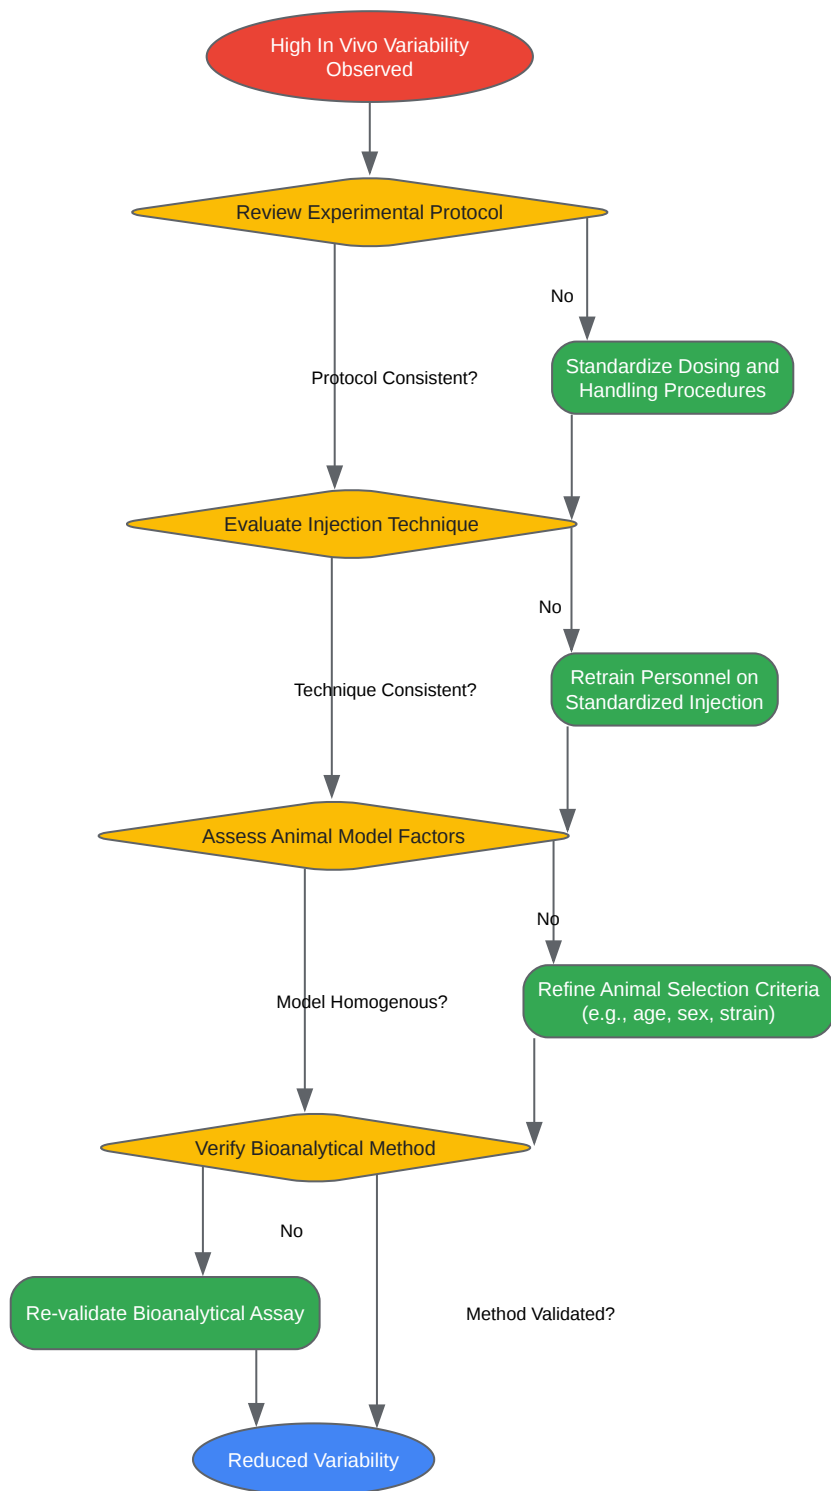 High In Vivo Variability
Observed
Review Experimental Protocol
No
Standardize Dosing and
Handling Procedures
Protocol Consistent?
Evaluate Injection Technique
No
Retrain Personnel on
Standardized Injection
Technique Consistent?
Assess Animal Model Factors
No
Refine Animal Selection Criteria
(e.g., age, sex, strain)
Model Homogenous?
Verify Bioanalytical Method
No
Re-validate Bioanalytical Assay
Method Validated?
Reduced Variability